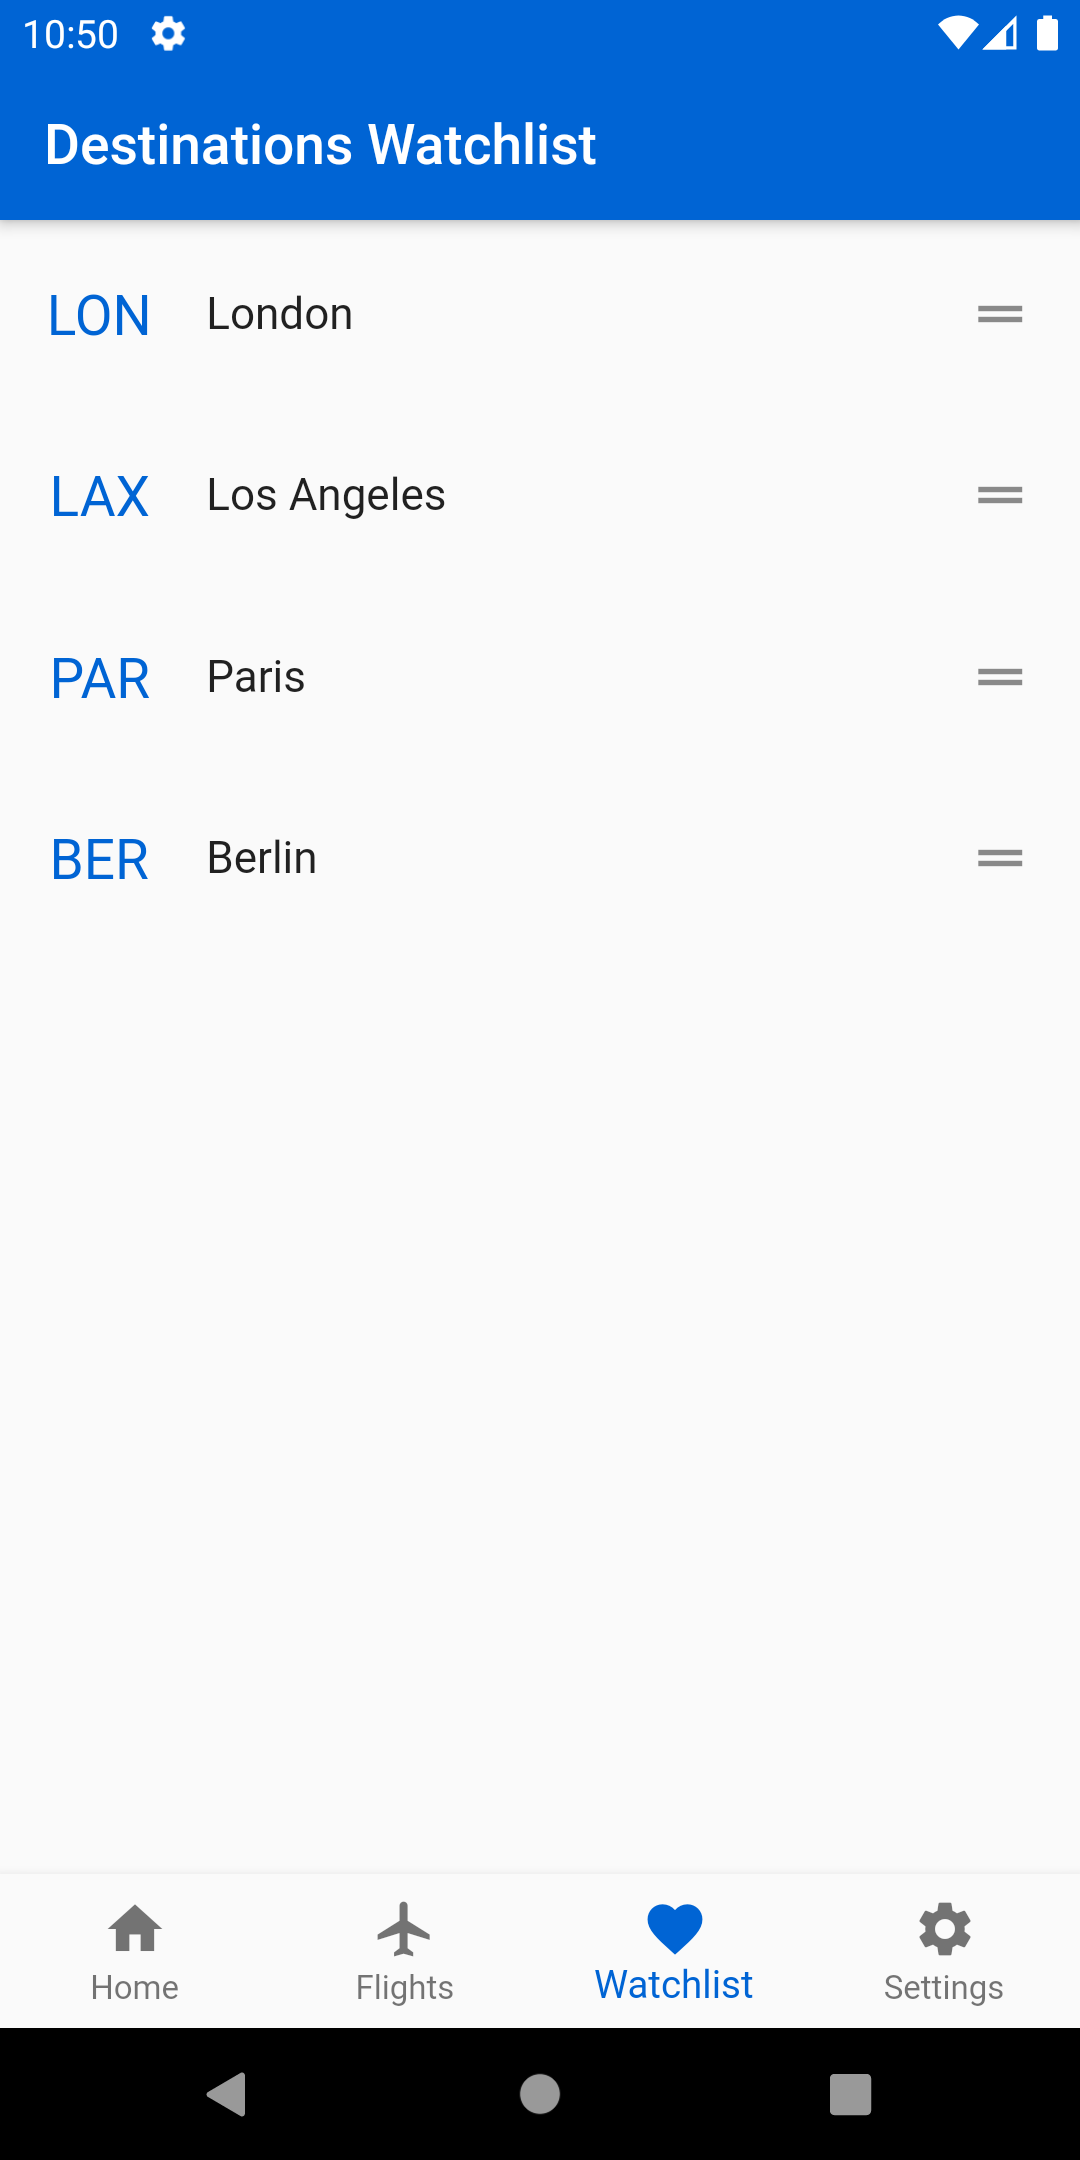 10:50
Destinations Watchlist
LON London
LAX Los Angeles
PAR Paris
BER Berlin
Home Flights Watchlist Settings